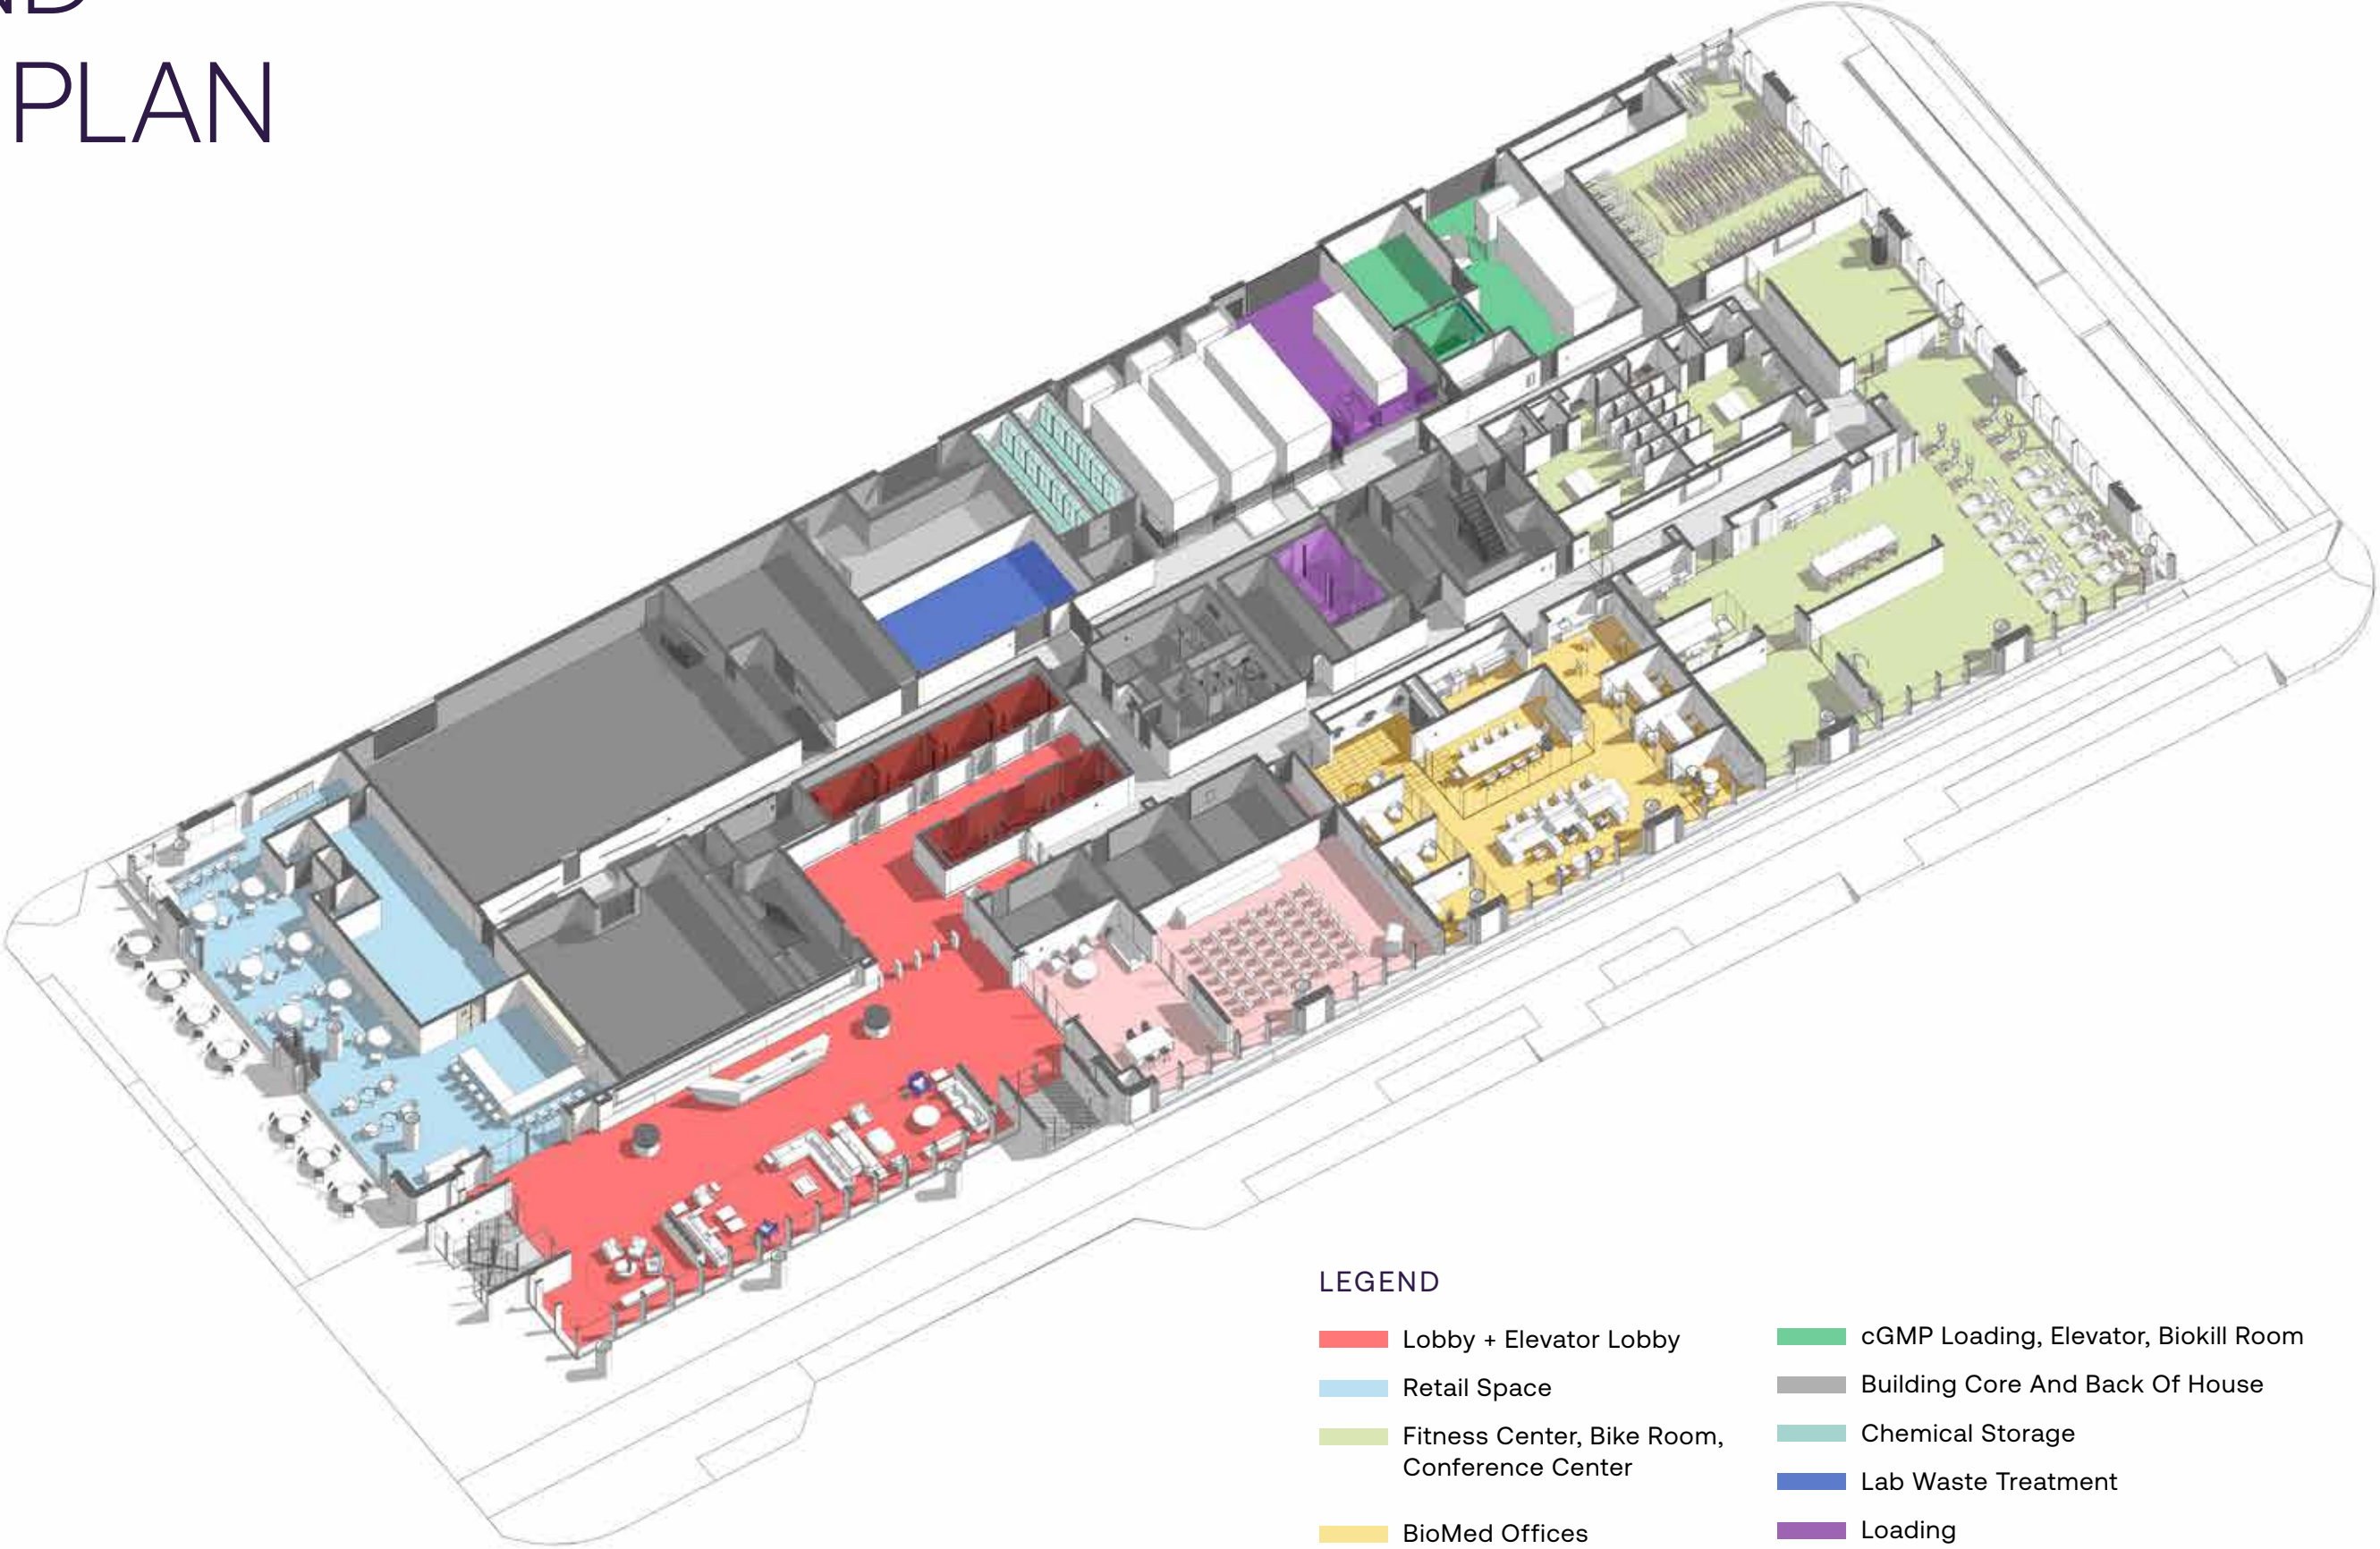 PLAN
LEGEND
Lobby + Elevator Lobby
Retail Space
Fitness Center, Bike Room,
Conference Center
BioMed Offices
cGMP Loading, Elevator, Biokill Room
Building Core And Back Of House
Chemical Storage
Lab Waste Treatment
Loading